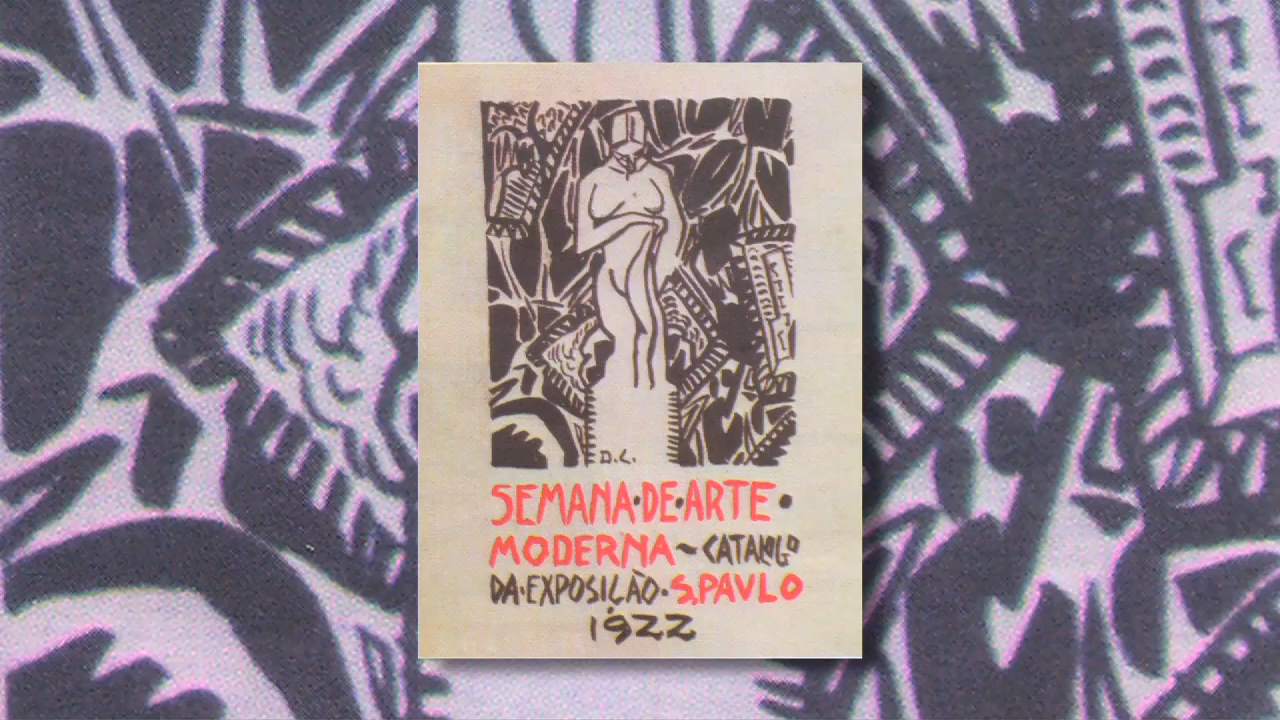 D.C.
SEMANA·DE·ARTE·
MODERNA ~ CATALOGO
DA·EXPOSIÇÃO·S.PAVLO
1922